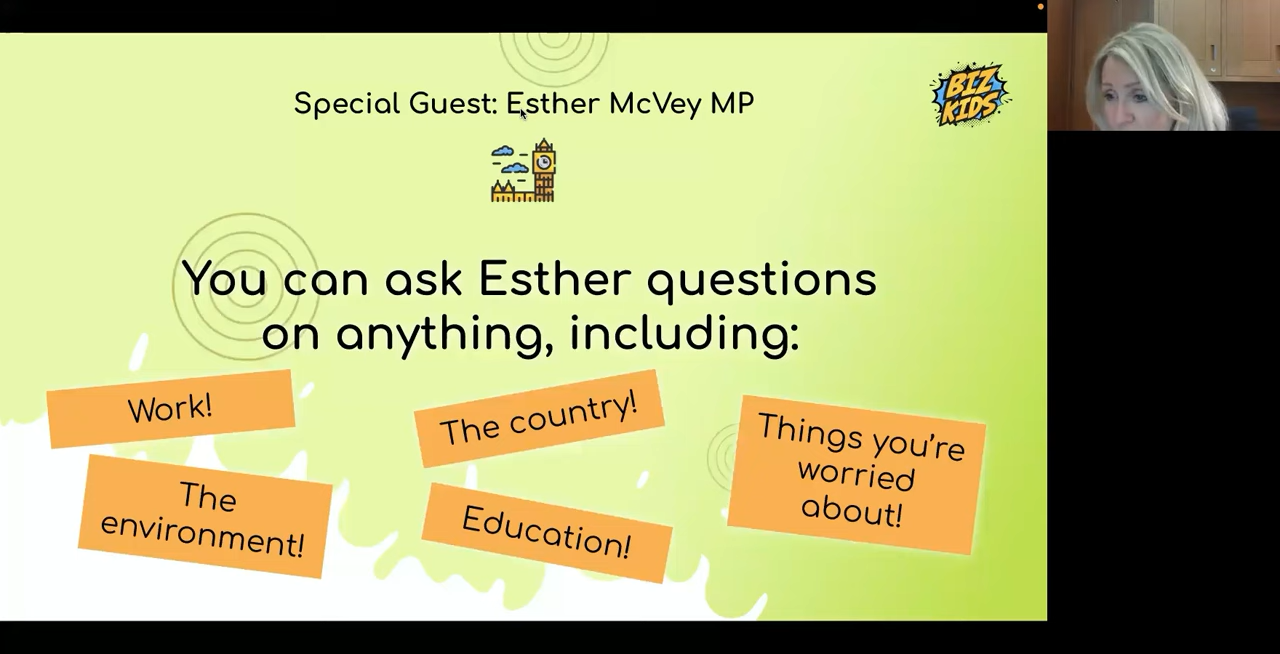 Special Guest: Esther McVey MP
BIZ
KIDS
You can ask Esther questions
on anything, including:
Work!
The country!
Things you're
worried
about!
The
environment!
Education!